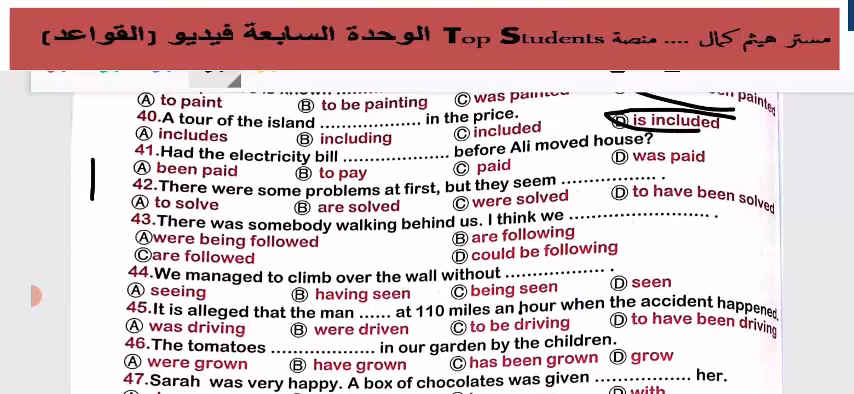 مستر هيثم كمال .... منصة Top Students الوحدة السابعة فيديو (القواعد)
Ⓐ to paint Ⓑ to be painting Ⓒ was painted painted
40.A tour of the island .................... in the price.
Ⓐ includes Ⓑ including Ⓒ included Ⓓ is included
41.Had the electricity bill ..................... before Ali moved house?
Ⓐ been paid Ⓑ to pay Ⓒ paid Ⓓ was paid
42.There were some problems at first, but they seem ................... .
Ⓐ to solve Ⓑ are solved Ⓒ were solved Ⓓ to have been solved
43.There was somebody walking behind us. I think we ............................ .
Ⓐwere being followed Ⓑ are following
Ⓒare followed Ⓓ could be following
44.We managed to climb over the wall without ................... .
Ⓐ seeing Ⓑ having seen Ⓒ being seen Ⓓ seen
45.It is alleged that the man ...... at 110 miles an hour when the accident happened.
Ⓐ was driving Ⓑ were driven Ⓒ to be driving Ⓓ to have been driving
46.The tomatoes .................... in our garden by the children.
Ⓐ were grown Ⓑ have grown Ⓒ has been grown Ⓓ grow
47.Sarah was very happy. A box of chocolates was given ................... her.
Ⓓ with